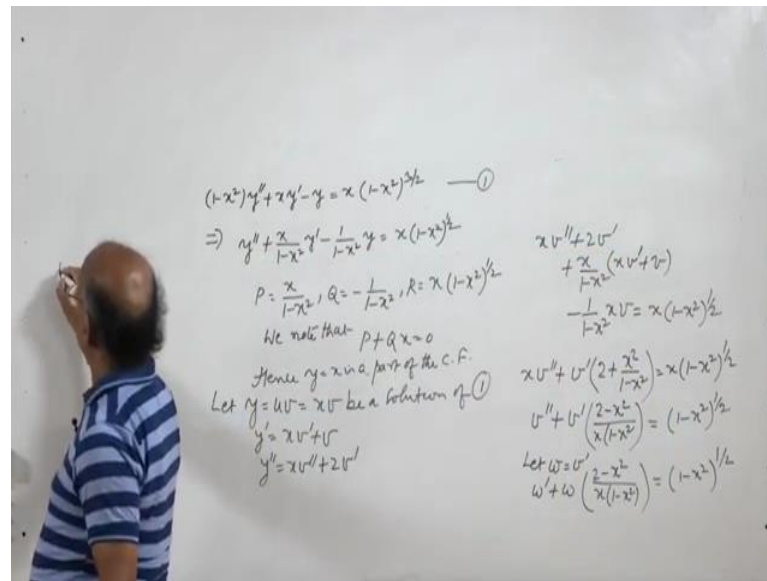 (1-x²)y''+xy'-y = x(1-x²)^3/2 —①
⇒ y''+x/(1-x²) y'-1/(1-x²) y = x(1-x²)^1/2
P = x/(1-x²), Q = -1/(1-x²), R = x(1-x²)^1/2
We note that P+Qx=0
Hence y=x is a part of the C.F.
Let y=uv=xv be a solution of ①
y'=xv'+v
y''=xv''+2v'
xv''+2v'
+x/(1-x²) (xv'+v)
-1/(1-x²) xv = x(1-x²)^1/2
xv''+v'(2+x²/(1-x²)) = x(1-x²)^1/2
v''+v'((2-x²)/(x(1-x²))) = (1-x²)^1/2
Let w=v'
w'+w((2-x²)/(x(1-x²))) = (1-x²)^1/2